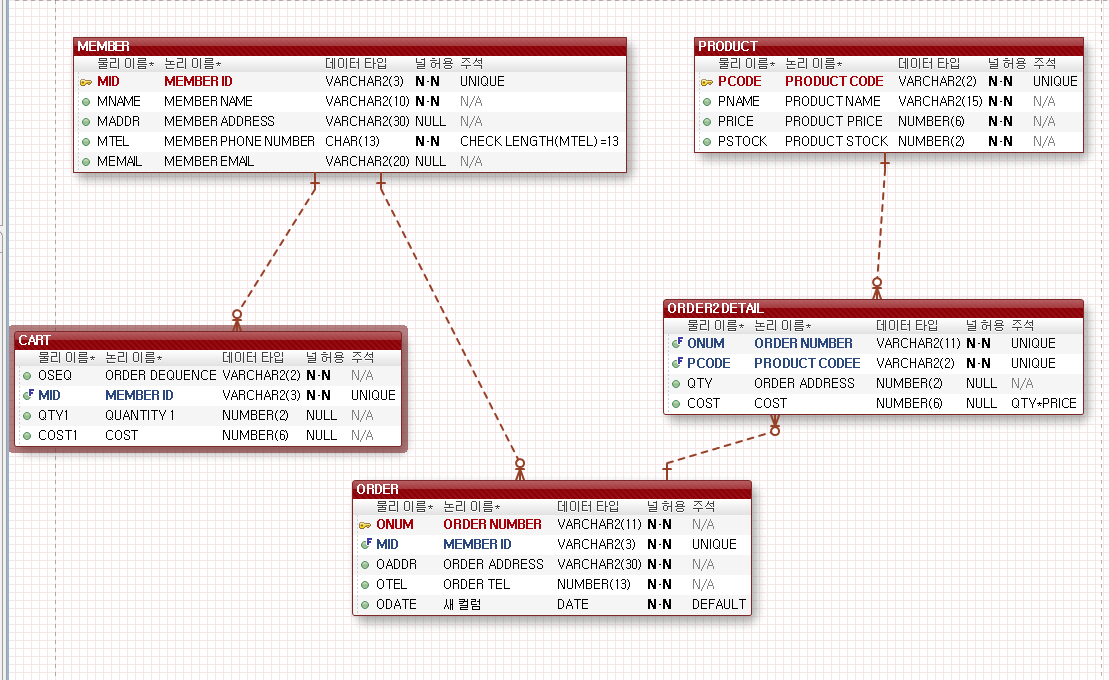 MEMBER
물리 이름* 논리 이름* 데이터 타입 널 허용 주석
MID MEMBER ID VARCHAR2(3) N-N UNIQUE
MNAME MEMBER NAME VARCHAR2(10) N-N N/A
MADDR MEMBER ADDRESS VARCHAR2(30) NULL N/A
MTEL MEMBER PHONE NUMBER CHAR(13) N-N CHECK LENGTH(MTEL) =13
MEMAIL MEMBER EMAIL VARCHAR2(20) NULL N/A
PRODUCT
물리 이름* 논리 이름* 데이터 타입 널 허용 주석
PCODE PRODUCT CODE VARCHAR2(2) N-N UNIQUE
PNAME PRODUCT NAME VARCHAR2(15) N-N N/A
PRICE PRODUCT PRICE NUMBER(6) N-N N/A
PSTOCK PRODUCT STOCK NUMBER(2) N-N N/A
CART
물리 이름* 논리 이름* 데이터 타입 널 허용 주석
OSEQ ORDER DEQUENCE VARCHAR2(2) N-N N/A
MID MEMBER ID VARCHAR2(3) N-N UNIQUE
QTY1 QUANTITY 1 NUMBER(2) NULL N/A
COST1 COST NUMBER(6) NULL N/A
ORDER2DETAIL
물리 이름* 논리 이름* 데이터 타입 널 허용 주석
ONUM ORDER NUMBER VARCHAR2(11) N-N UNIQUE
PCODE PRODUCT CODEE VARCHAR2(2) N-N UNIQUE
QTY ORDER ADDRESS NUMBER(2) NULL N/A
COST COST NUMBER(6) NULL QTY*PRICE
ORDER
물리 이름* 논리 이름* 데이터 타입 널 허용 주석
ONUM ORDER NUMBER VARCHAR2(11) N-N N/A
MID MEMBER ID VARCHAR2(3) N-N UNIQUE
OADDR ORDER ADDRESS VARCHAR2(30) N-N N/A
OTEL ORDER TEL NUMBER(13) N-N N/A
ODATE 새 컬럼 DATE N-N DEFAULT